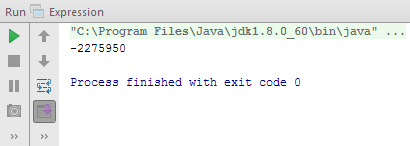 Run Expression
"C:\Program Files\Java\jdk1.8.0_60\bin\java" ...
-2275950
Process finished with exit code 0